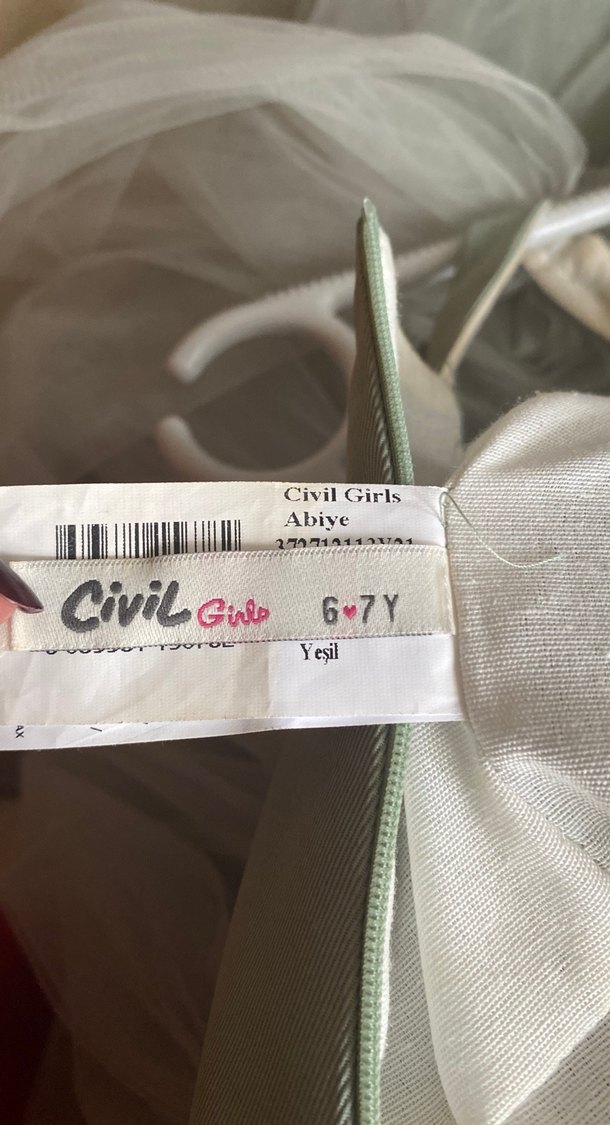 Civil Girls
Abiye
Civil Girls 6♥7 Y
Yeşil